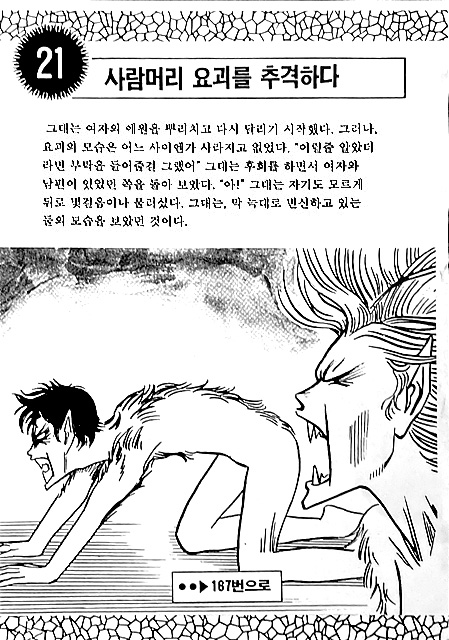 21
사람머리 요괴를 추격하다
그대는 여자의 애원을 뿌리치고 다시 달리기 시작했다. 그러나,
요괴의 모습은 어느 사이엔가 사라지고 없었다. "이럴줄 알았더
라면 부탁을 들어줄걸 그랬어" 그대는 후회를 하면서 여자와
남편이 있었던 쪽을 돌아 보았다. "아!" 그대는 자기도 모르게
뒤로 몇걸음이나 물러섰다. 그대는, 막 늑대로 변신하고 있는
둘의 모습을 보았던 것이다.
●●▶ 167번으로